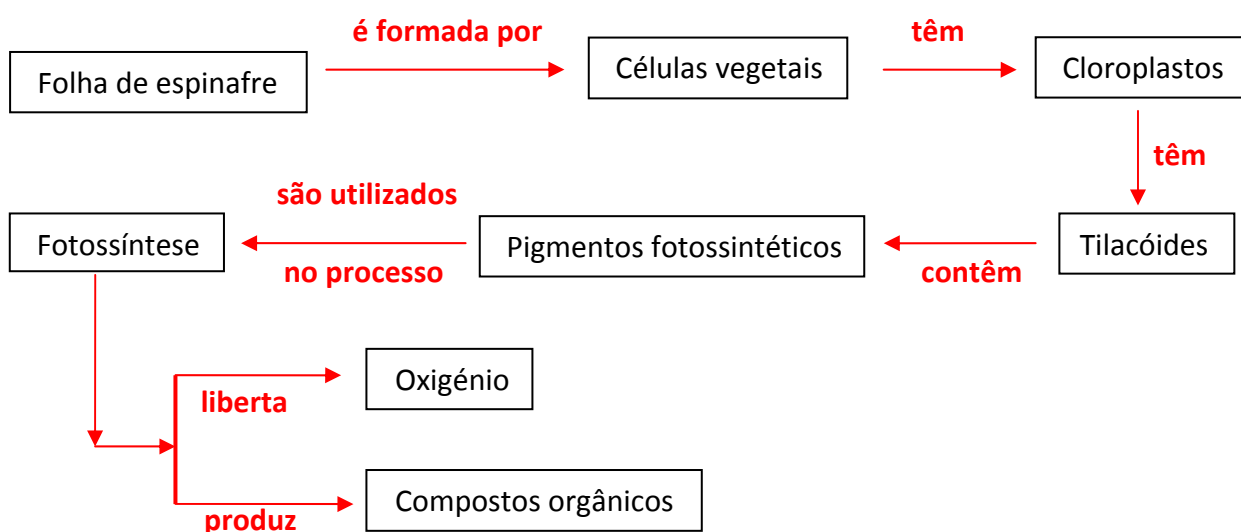 é formada por
têm
Folha de espinafre
Células vegetais
Cloroplastos
têm
são utilizados
Fotossíntese
Pigmentos fotossintéticos
Tilacóides
no processo
contêm
Oxigénio
liberta
Compostos orgânicos
produz